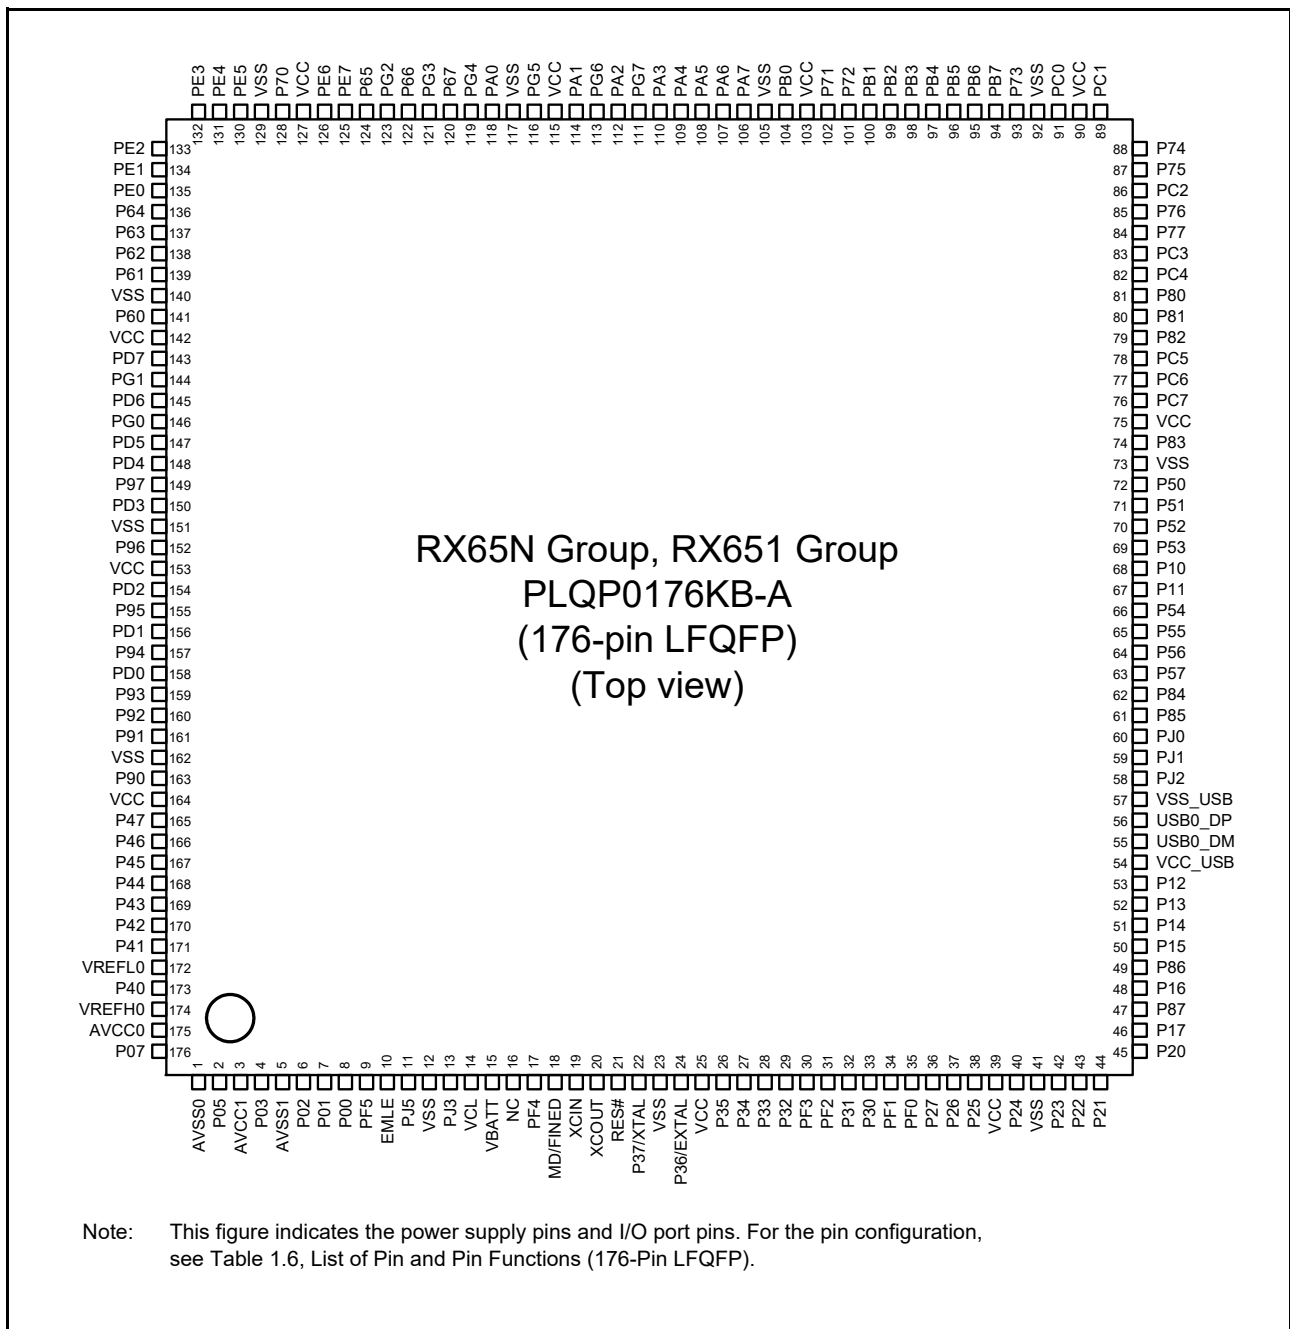 PE3 PE4 PE5 VSS P70 VCC PE6 PE7 P65 PG2 P66 PG3 P67 PG4 PA0 VSS PG5 VCC PA1 PG6 PA2 PG7 PA3 PA4 PA5 PA6 PA7 VSS PB0 VCC P71 P72 PB1 PB2 PB3 PB4 PB5 PB6 PB7 P73 VSS PC0 VCC PC1
132 131 130 129 128 127 126 125 124 123 122 121 120 119 118 117 116 115 114 113 112 111 110 109 108 107 106 105 104 103 102 101 100 99 98 97 96 95 94 93 92 91 90 89
PE2 133 88 P74
PE1 134 87 P75
PE0 135 86 PC2
P64 136 85 P76
P63 137 84 P77
P62 138 83 PC3
P61 139 82 PC4
VSS 140 81 P80
P60 141 80 P81
VCC 142 79 P82
PD7 143 78 PC5
PG1 144 77 PC6
PD6 145 76 PC7
PG0 146 75 VCC
PD5 147 74 P83
PD4 148 73 VSS
P97 149 72 P50
PD3 150 71 P51
VSS 151 70 P52
P96 152 69 P53
VCC 153 68 P10
PD2 154 67 P11
P95 155 66 P54
PD1 156 65 P55
P94 157 64 P56
PD0 158 63 P57
P93 159 62 P84
P92 160 61 P85
P91 161 60 PJ0
VSS 162 59 PJ1
P90 163 58 PJ2
VCC 164 57 VSS_USB
P47 165 56 USB0_DP
P46 166 55 USB0_DM
P45 167 54 VCC_USB
P44 168 53 P12
P43 169 52 P13
P42 170 51 P14
P41 171 50 P15
VREFL0 172 49 P86
P40 173 48 P16
VREFH0 174 47 P87
AVCC0 175 46 P17
P07 176 45 P20
RX65N Group, RX651 Group
PLQP0176KB-A
(176-pin LFQFP)
(Top view)
1 2 3 4 5 6 7 8 9 10 11 12 13 14 15 16 17 18 19 20 21 22 23 24 25 26 27 28 29 30 31 32 33 34 35 36 37 38 39 40 41 42 43 44
AVSS0 P05 AVCC1 P03 AVSS1 P02 P01 P00 PF5 EMLE PJ5 VSS PJ3 VCL VBATT NC PF4 MD/FINED XCIN XCOUT RES# P37/XTAL VSS P36/EXTAL VCC P35 P34 P33 P32 PF3 PF2 P31 P30 PF1 PF0 P27 P26 P25 VCC P24 VSS P23 P22 P21
Note: This figure indicates the power supply pins and I/O port pins. For the pin configuration,
see Table 1.6, List of Pin and Pin Functions (176-Pin LFQFP).